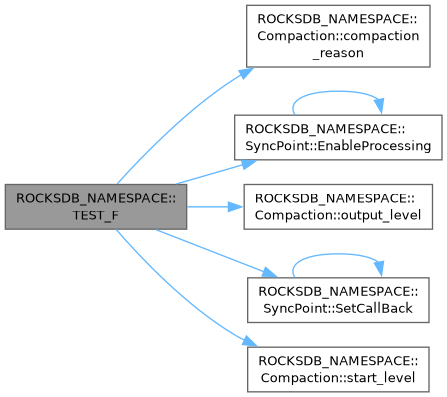 ROCKSDB_NAMESPACE::
TEST_F
ROCKSDB_NAMESPACE::
Compaction::compaction
_reason
ROCKSDB_NAMESPACE::
SyncPoint::EnableProcessing
ROCKSDB_NAMESPACE::
Compaction::output_level
ROCKSDB_NAMESPACE::
SyncPoint::SetCallBack
ROCKSDB_NAMESPACE::
Compaction::start_level